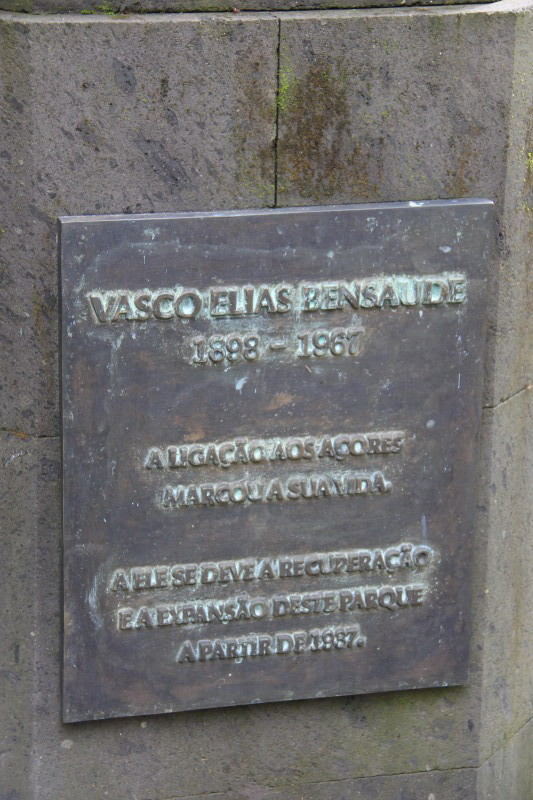 VASCO ELIAS BENSAUDE
1898 - 1967
A LIGAÇÃO AOS AÇORES
MARCOU A SUA VIDA.
A ELE SE DEVE A RECUPERAÇÃO
E A EXPANSÃO DESTE PARQUE
A PARTIR DE 1937.